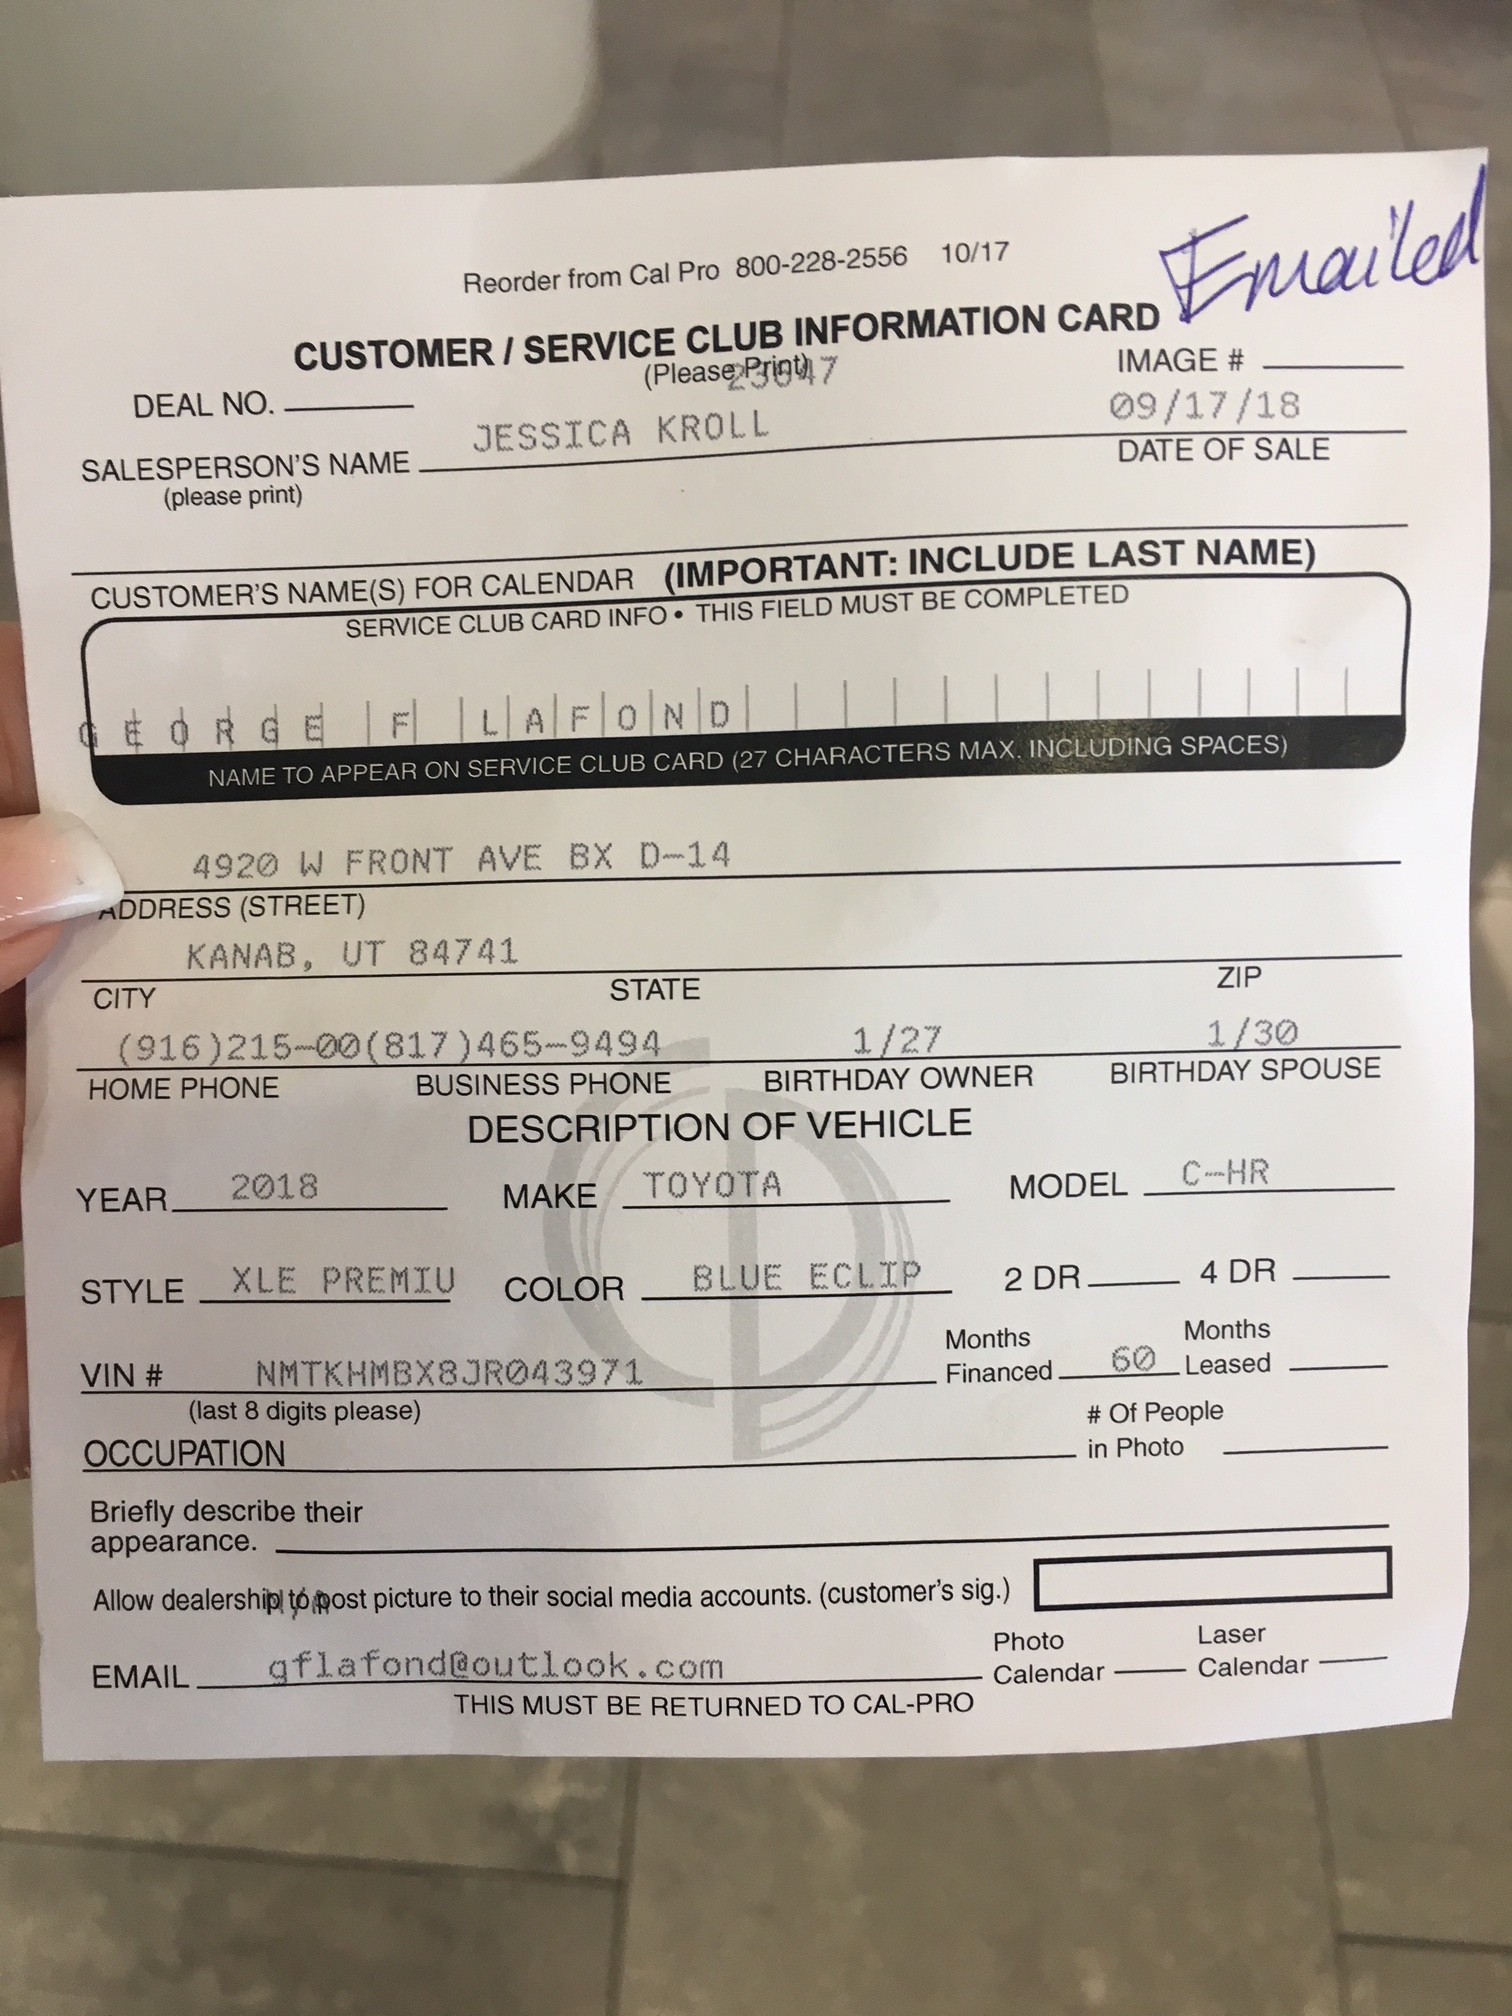 Emailed
Reorder from Cal Pro 800-228-2556 10/17
CUSTOMER / SERVICE CLUB INFORMATION CARD
(Please Print)
IMAGE #
DEAL NO. 23647
JESSICA KROLL 09/17/18
SALESPERSON'S NAME DATE OF SALE
(please print)
CUSTOMER'S NAME(S) FOR CALENDAR (IMPORTANT: INCLUDE LAST NAME)
SERVICE CLUB CARD INFO • THIS FIELD MUST BE COMPLETED
GEORGE F LAFOND
NAME TO APPEAR ON SERVICE CLUB CARD (27 CHARACTERS MAX. INCLUDING SPACES)
4920 W FRONT AVE BX D-14
ADDRESS (STREET)
KANAB, UT 84741
CITY STATE ZIP
(916)215-00(817)465-9494 1/27 1/30
HOME PHONE BUSINESS PHONE BIRTHDAY OWNER BIRTHDAY SPOUSE
DESCRIPTION OF VEHICLE
YEAR 2018 MAKE TOYOTA MODEL C-HR
STYLE XLE PREMIU COLOR BLUE ECLIP 2 DR 4 DR
VIN # NMTKHMBX8JR043971 Months Financed 60 Months Leased
(last 8 digits please)
OCCUPATION # Of People in Photo
Briefly describe their
appearance.
Allow dealership to post picture to their social media accounts. (customer's sig.)
EMAIL gflafond@outlook.com Photo Calendar Laser Calendar
THIS MUST BE RETURNED TO CAL-PRO